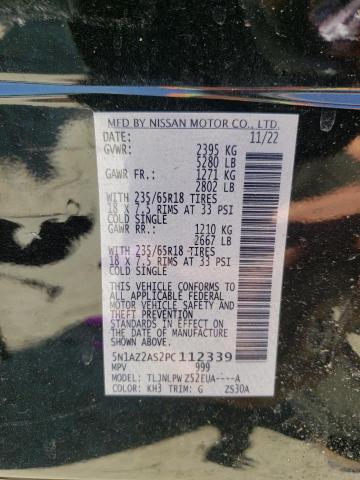 MFD BY NISSAN MOTOR CO., LTD.
DATE: 11/22
GVWR: 2395 KG
5280 LB
GAWR FR.: 1271 KG
2802 LB
WITH 235/65R18 TIRES
18 X 7.5 RIMS AT 33 PSI
COLD SINGLE
GAWR RR.: 1210 KG
2667 LB
WITH 235/65R18 TIRES
18 X 7.5 RIMS AT 33 PSI
COLD SINGLE
THIS VEHICLE CONFORMS TO
ALL APPLICABLE FEDERAL
MOTOR VEHICLE SAFETY AND
THEFT PREVENTION
STANDARDS IN EFFECT ON
THE DATE OF MANUFACTURE
SHOWN ABOVE.
5N1AZ2AS2PC112339
MPV 999
MODEL: TLJNLPW Z52EUA----A
COLOR: KH3 TRIM: G ZS30A